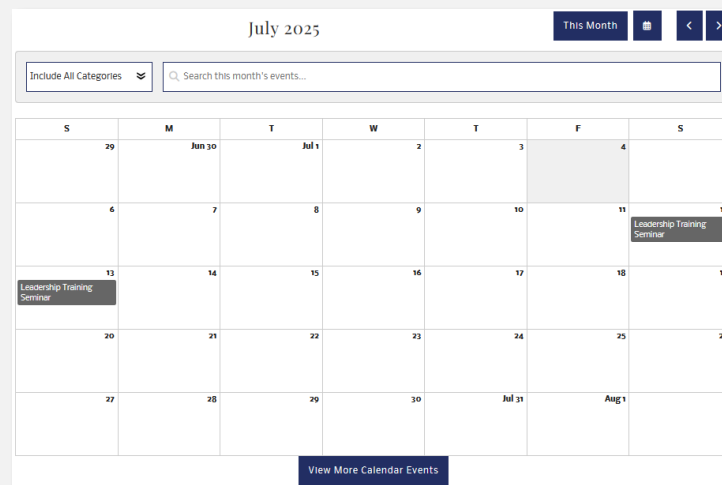 July 2025
This Month
Include All Categories
Search this month's events...
S M T W T F S
29 Jun 30 Jul 1 2 3 4
6 7 8 9 10 11
Leadership Training
Seminar
13 14 15 16 17 18
Leadership Training
Seminar
20 21 22 23 24 25
27 28 29 30 Jul 31 Aug 1
View More Calendar Events